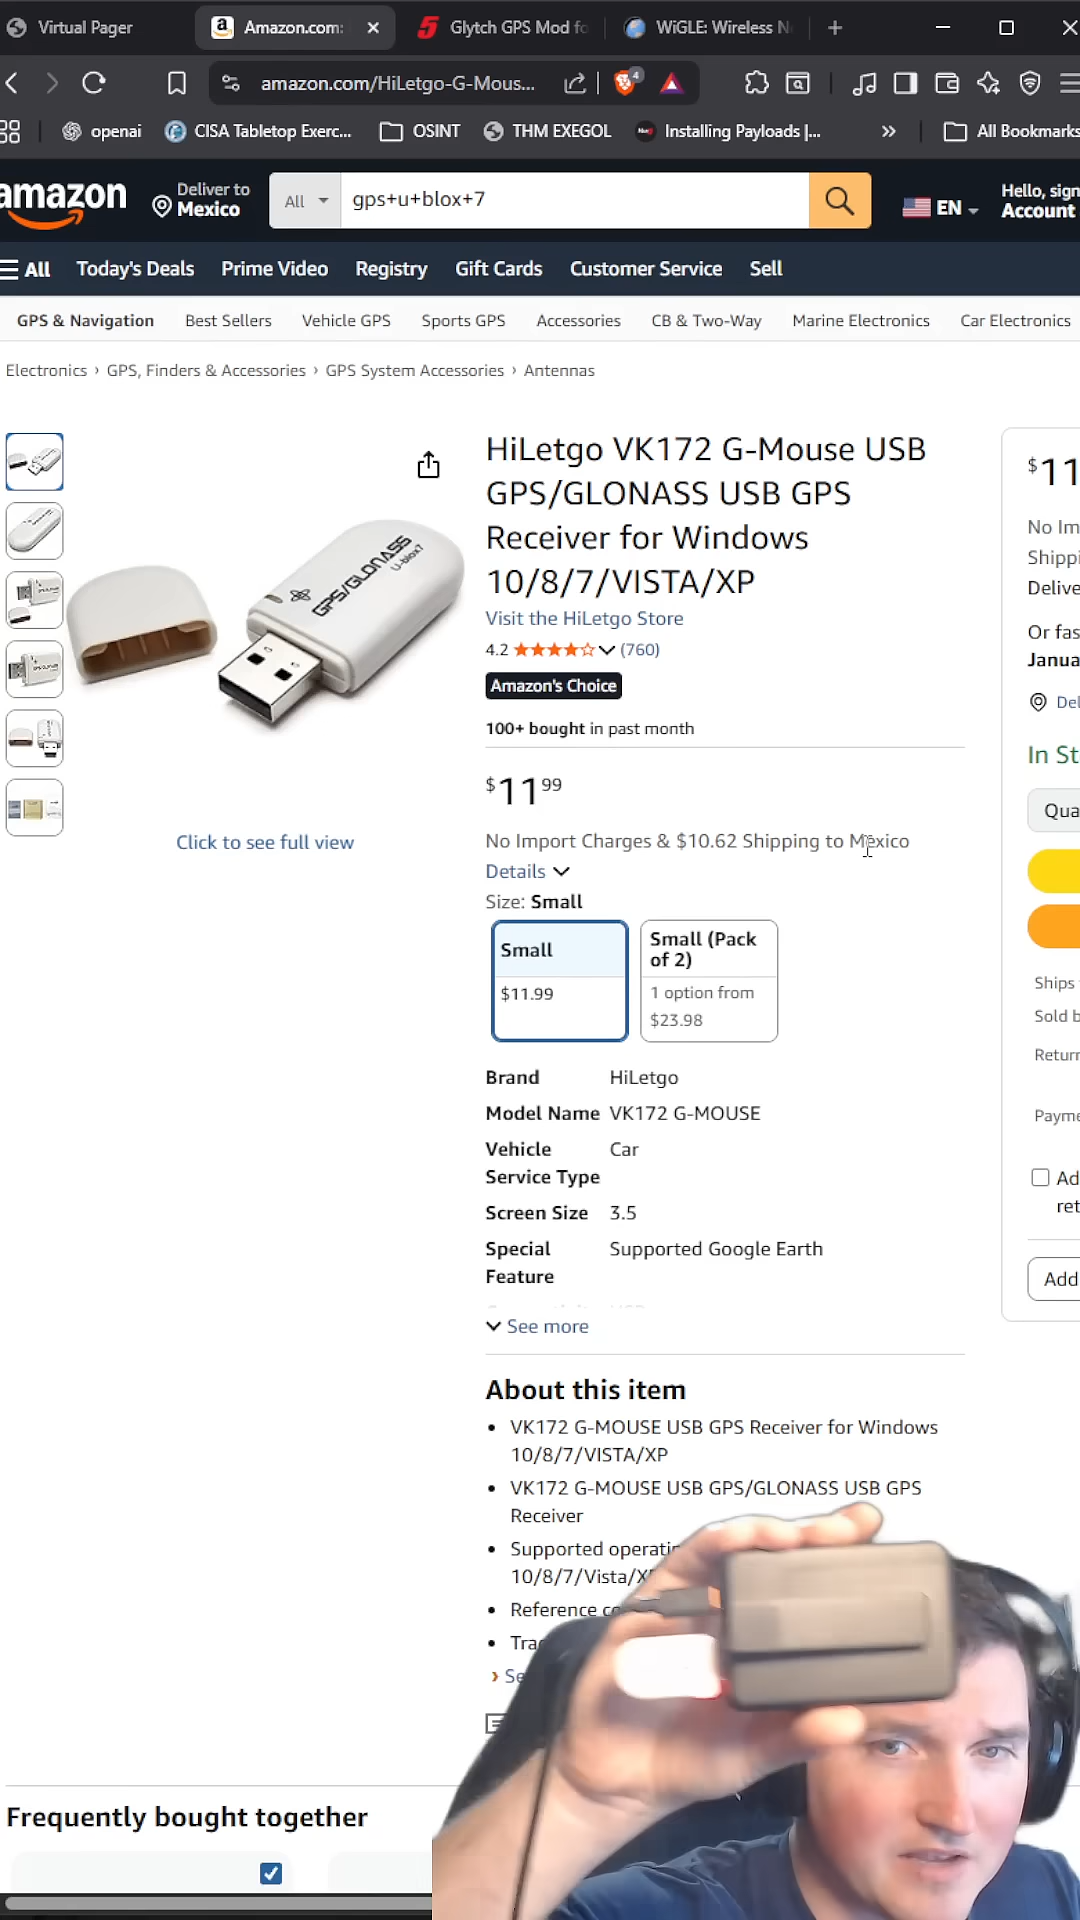 Virtual Pager
Amazon.com:
Glytch GPS Mod fo
WiGLE: Wireless N
amazon.com/HiLetgo-G-Mous...
4
openai
CISA Tabletop Exerc...
OSINT
THM EXEGOL
Installing Payloads |...
All Bookmarks
amazon
Deliver to
Mexico
All
gps+u+blox+7
EN
Hello, sign
Account
All
Today's Deals
Prime Video
Registry
Gift Cards
Customer Service
Sell
GPS & Navigation
Best Sellers
Vehicle GPS
Sports GPS
Accessories
CB & Two-Way
Marine Electronics
Car Electronics
Electronics › GPS, Finders & Accessories › GPS System Accessories › Antennas
GPS/GLONASS
U-blox7
Click to see full view
HiLetgo VK172 G-Mouse USB
GPS/GLONASS USB GPS
Receiver for Windows
10/8/7/VISTA/XP
Visit the HiLetgo Store
4.2 (760)
Amazon's Choice
100+ bought in past month
$11.99
No Import Charges & $10.62 Shipping to Mexico
Details
Size: Small
Small
$11.99
Small (Pack
of 2)
1 option from
$23.98
Brand HiLetgo
Model Name VK172 G-MOUSE
Vehicle Car
Service Type
Screen Size 3.5
Special Supported Google Earth
Feature
See more
About this item
• VK172 G-MOUSE USB GPS Receiver for Windows
10/8/7/VISTA/XP
• VK172 G-MOUSE USB GPS/GLONASS USB GPS
Receiver
• Supported operatin
10/8/7/Vista/X
• Reference co
• Trac
› Se
$11
No Im
Shippi
Delive
Or fas
Janua
Del
In St
Qua
Ships
Sold b
Return
Payme
Ad
ret
Add
Frequently bought together